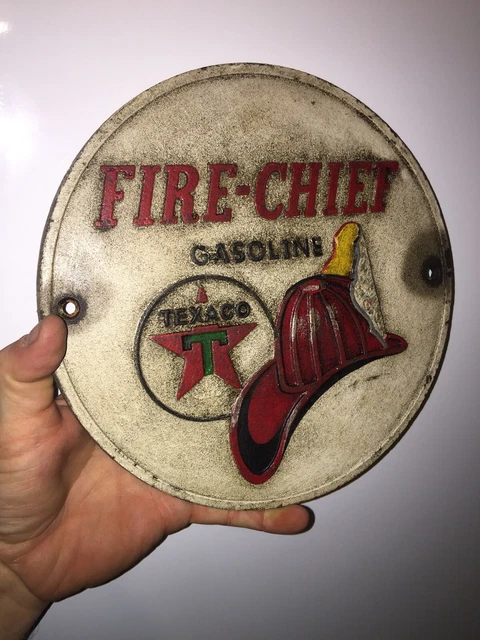 FIRE-CHIEF
GASOLINE
TEXACO
T